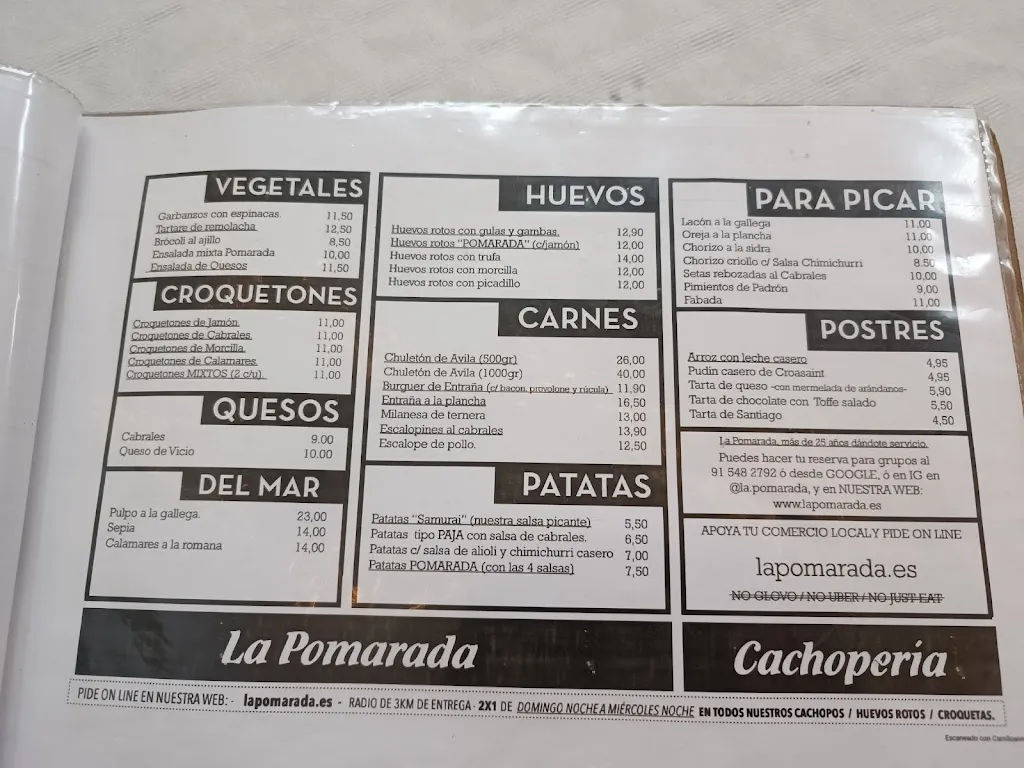 VEGETALES
Garbanzos con espinacas. 11,50
Tartare de remolacha 12,50
Brócoli al ajillo 8,50
Ensalada mixta Pomarada 10,00
Ensalada de Quesos 11,50
CROQUETONES
Croquetones de Jamón. 11,00
Croquetones de Cabrales. 11,00
Croquetones de Morcilla. 11,00
Croquetones de Calamares. 11,00
Croquetones MIXTOS (2 c/u). 11,00
QUESOS
Cabrales 9.00
Queso de Vicio 10.00
DEL MAR
Pulpo a la gallega. 23,00
Sepia 14,00
Calamares a la romana 14,00
HUEVOS
Huevos rotos con gulas y gambas. 12,90
Huevos rotos "POMARADA" (c/jamón) 12,00
Huevos rotos con trufa 14,00
Huevos rotos con morcilla 12,00
Huevos rotos con picadillo 12,00
CARNES
Chuletón de Avila (500gr) 26,00
Chuletón de Avila (1000gr) 40,00
Burguer de Entraña (c/ bacon, provolone y rúcula) 11,90
Entraña a la plancha 16,50
Milanesa de ternera 13,00
Escalopines al cabrales 13,90
Escalope de pollo. 12,50
PATATAS
Patatas "Samurai" (nuestra salsa picante) 5,50
Patatas tipo PAJA con salsa de cabrales. 6,50
Patatas c/ salsa de alioli y chimichurri casero 7,00
Patatas POMARADA (con las 4 salsas) 7,50
PARA PICAR
Lacón a la gallega 11,00
Oreja a la plancha 11,00
Chorizo a la sidra 10,00
Chorizo criollo c/ Salsa Chimichurri 8.50
Setas rebozadas al Cabrales 10,00
Pimientos de Padrón 9,00
Fabada 11,00
POSTRES
Arroz con leche casero 4,95
Pudin casero de Croasaint 4,95
Tarta de queso -con mermelada de arándanos- 5,90
Tarta de chocolate con Toffe salado 5,50
Tarta de Santiago 4,50
La Pomarada, más de 25 años dándote servicio.
Puedes hacer tu reserva para grupos al
91 548 2792 ó desde GOOGLE, ó en IG en
@la.pomarada, y en NUESTRA WEB:
www.lapomarada.es
APOYA TU COMERCIO LOCAL Y PIDE ON LINE
lapomarada.es
NO GLOVO / NO UBER / NO JUST EAT
La Pomarada
Cachopería
PIDE ON LINE EN NUESTRA WEB: - lapomarada.es - RADIO DE 3KM DE ENTREGA - 2X1 DE DOMINGO NOCHE A MIÉRCOLES NOCHE EN TODOS NUESTROS CACHOPOS / HUEVOS ROTOS / CROQUETAS.
Escaneado con CamScanner